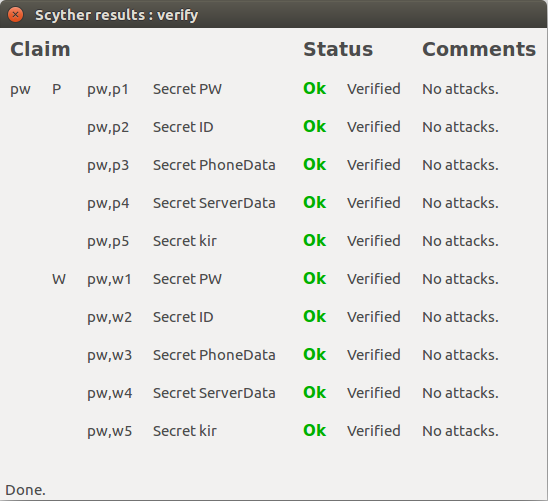 Scyther results : verify
Claim Status Comments
pw P pw,p1 Secret PW Ok Verified No attacks.
pw,p2 Secret ID Ok Verified No attacks.
pw,p3 Secret PhoneData Ok Verified No attacks.
pw,p4 Secret ServerData Ok Verified No attacks.
pw,p5 Secret kir Ok Verified No attacks.
W pw,w1 Secret PW Ok Verified No attacks.
pw,w2 Secret ID Ok Verified No attacks.
pw,w3 Secret PhoneData Ok Verified No attacks.
pw,w4 Secret ServerData Ok Verified No attacks.
pw,w5 Secret kir Ok Verified No attacks.
Done.